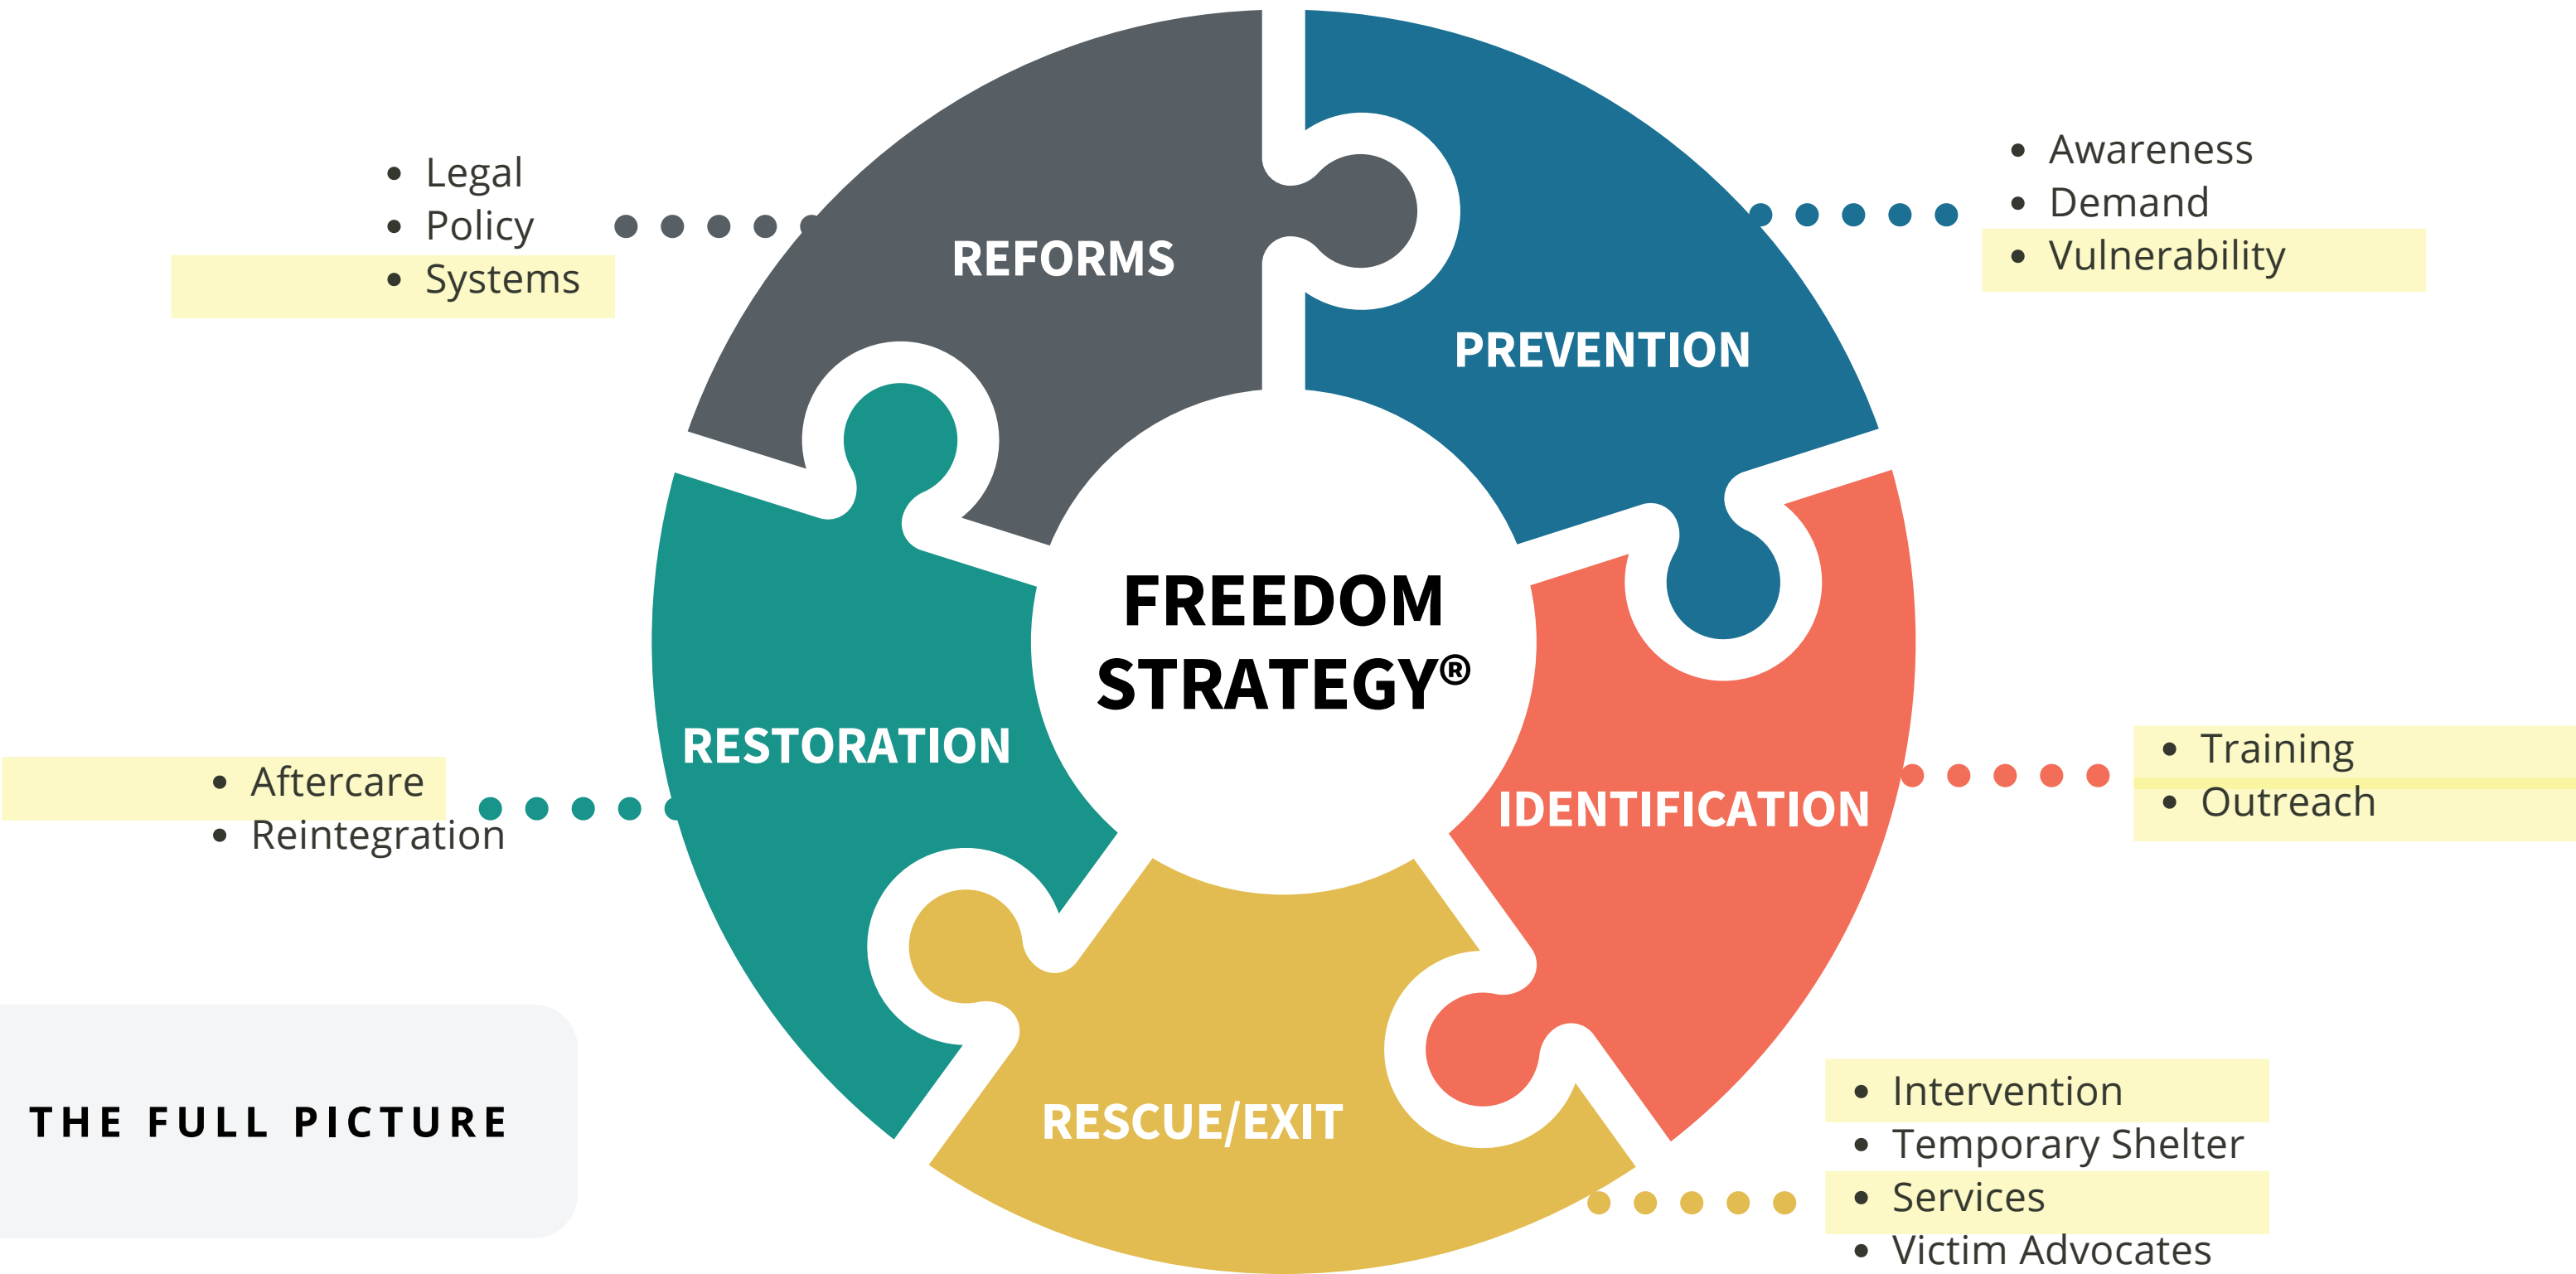 • Legal
• Policy
• Systems
REFORMS
• Awareness
• Demand
• Vulnerability
PREVENTION
FREEDOM
STRATEGY®
RESTORATION
• Aftercare
• Reintegration
IDENTIFICATION
• Training
• Outreach
RESCUE/EXIT
• Intervention
• Temporary Shelter
• Services
• Victim Advocates
THE FULL PICTURE